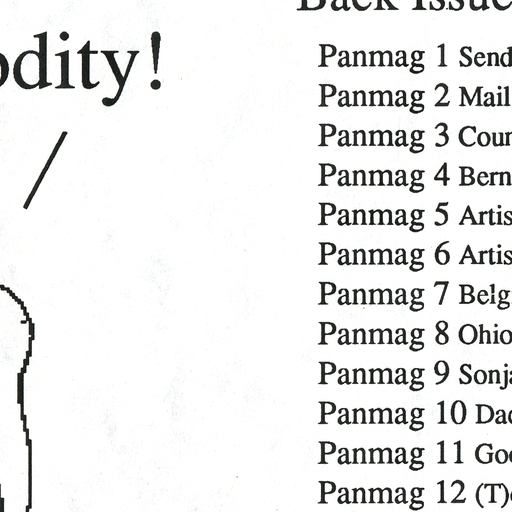 odity!
Back Issue
Panmag 1 Send
Panmag 2 Mail
Panmag 3 Coun
Panmag 4 Bern
Panmag 5 Artis
Panmag 6 Artis
Panmag 7 Belg
Panmag 8 Ohio
Panmag 9 Sonja
Panmag 10 Dad
Panmag 11 Goo
Panmag 12 (T)